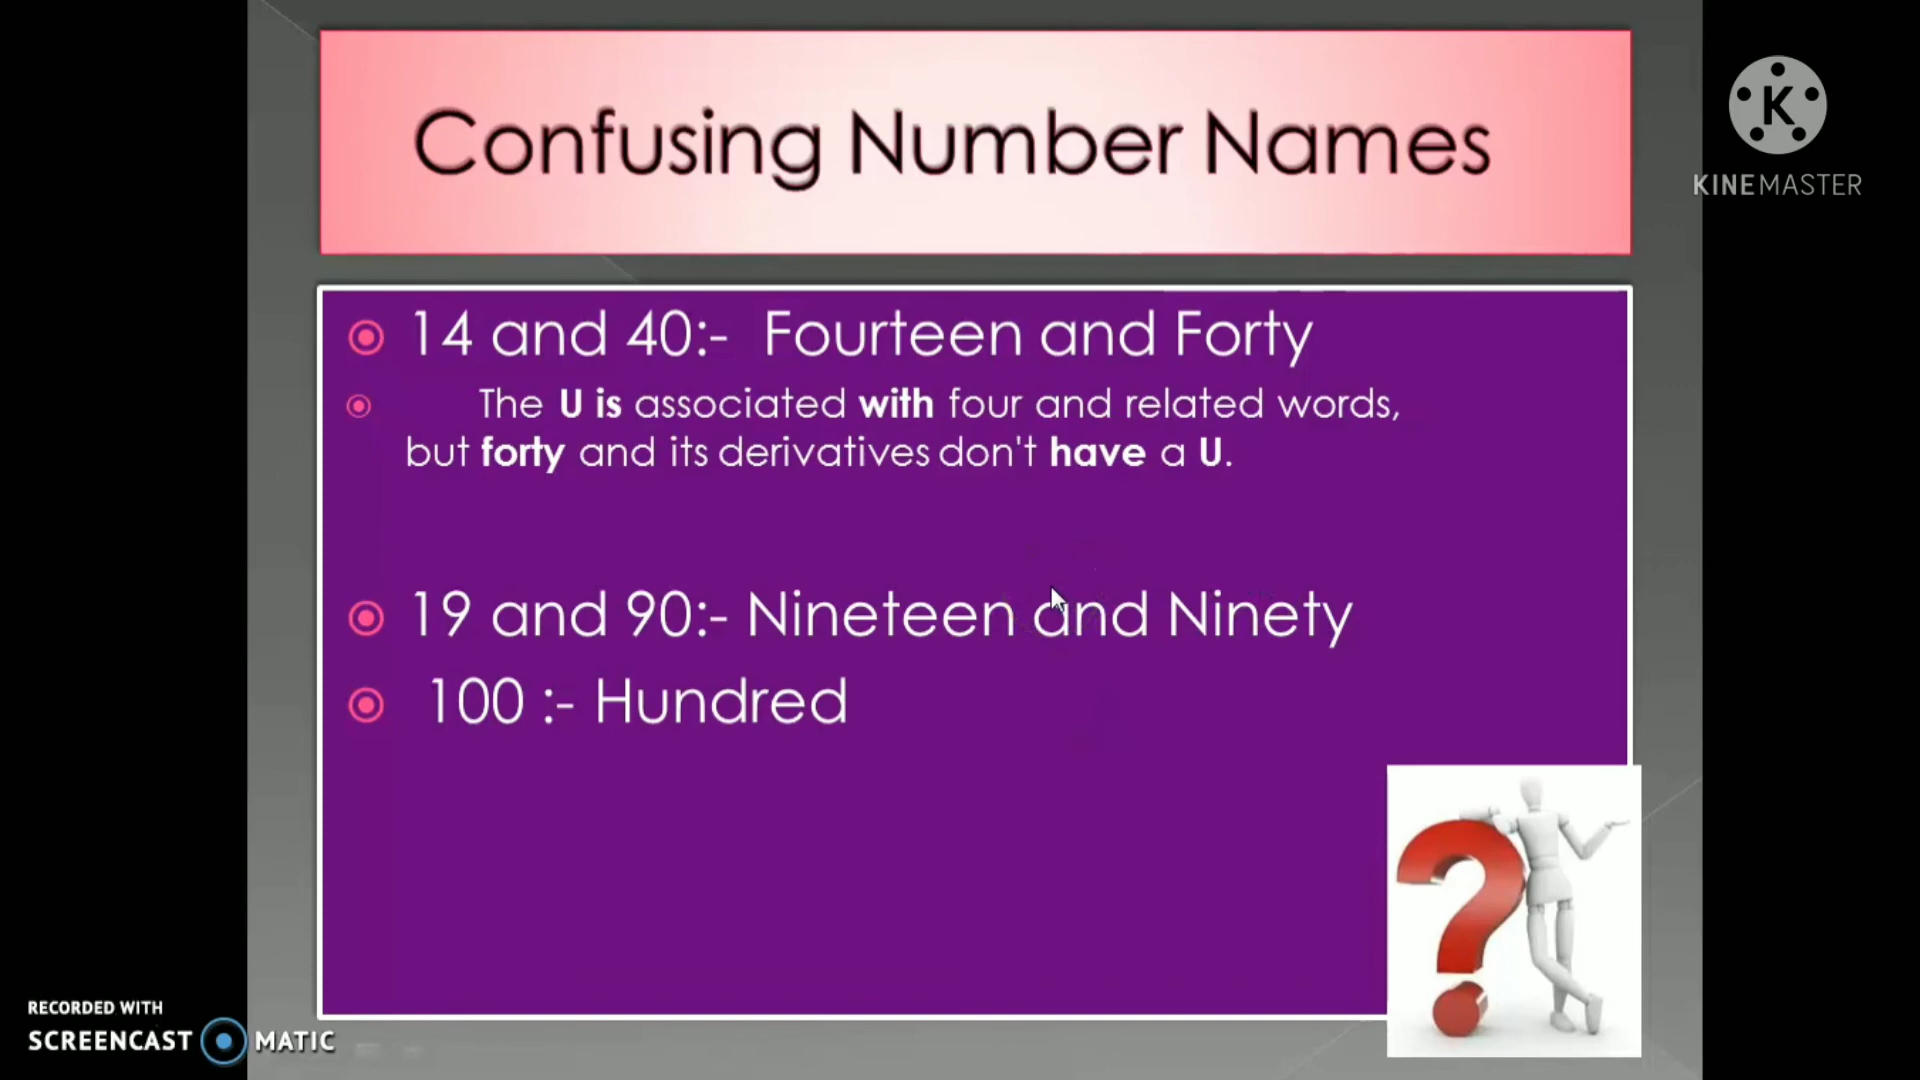 Confusing Number Names
K
KINEMASTER
14 and 40:- Fourteen and Forty
The U is associated with four and related words,
but forty and its derivatives don't have a U.
19 and 90:- Nineteen and Ninety
100 :- Hundred
RECORDED WITH
SCREENCAST MATIC